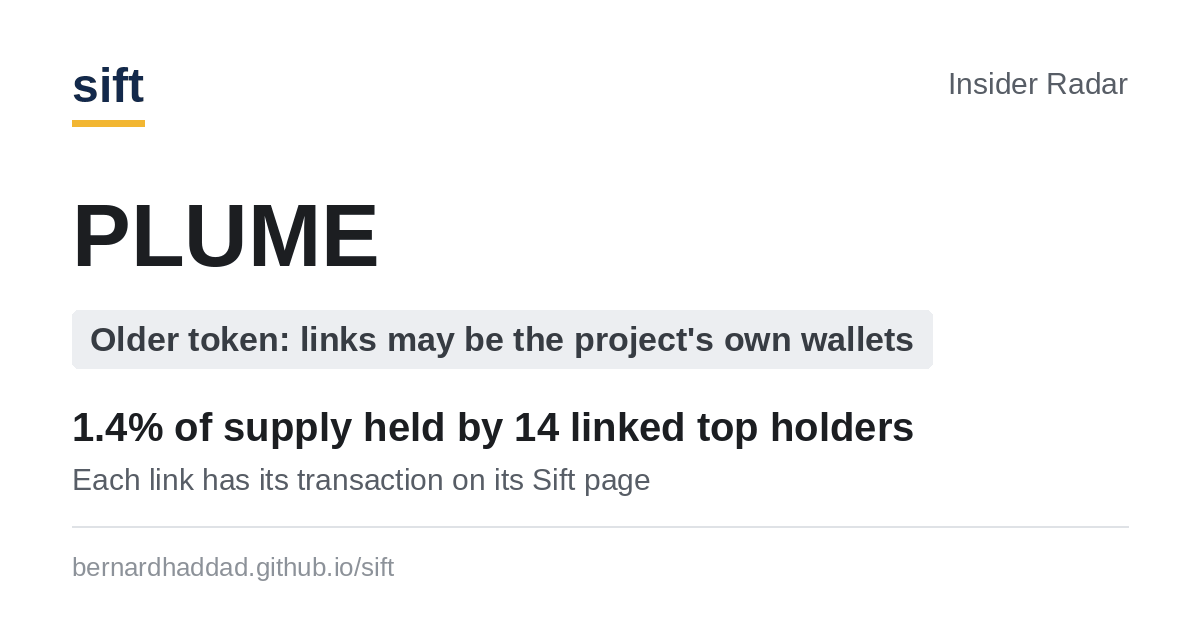 sift
Insider Radar
PLUME
Older token: links may be the project's own wallets
1.4% of supply held by 14 linked top holders
Each link has its transaction on its Sift page
bernardhaddad.github.io/sift